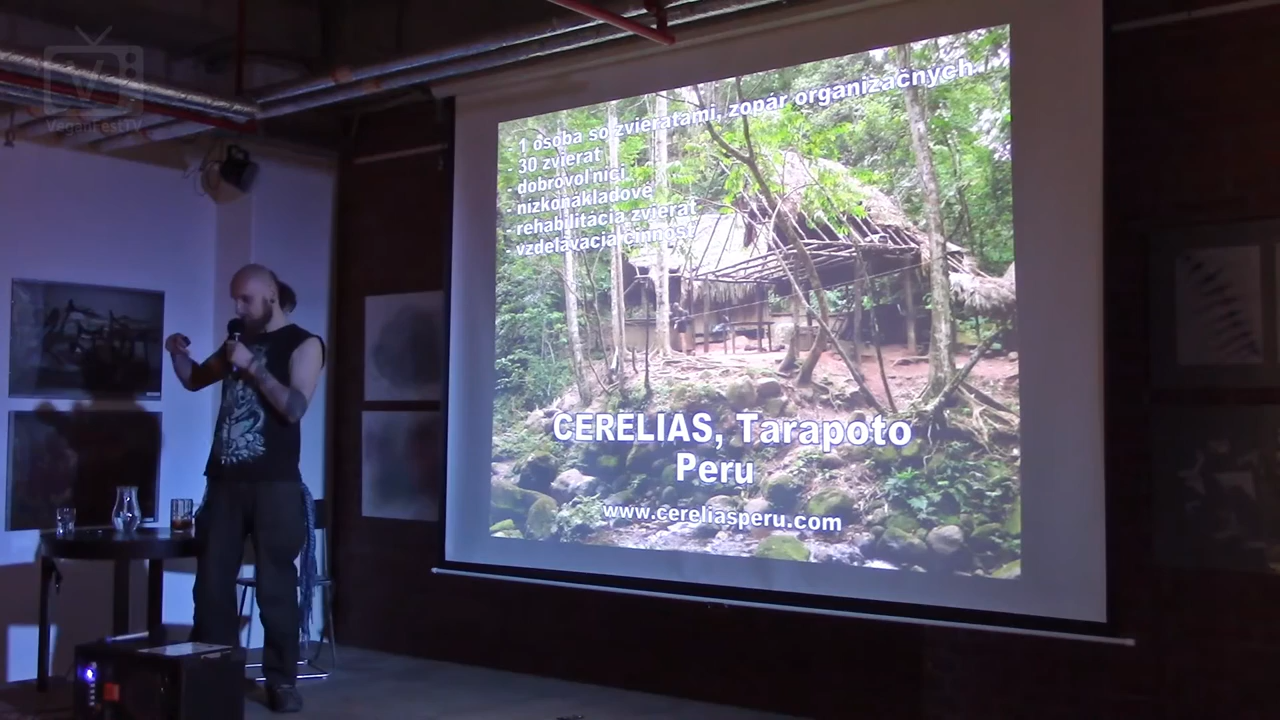 VeganFestTV
- 1 osoba so zvieratami, zopár organizačných
- 30 zvierat
- dobrovoľníci
- nízkonákladové
- rehabilitácia zvierat
- vzdelávacia činnosť
CERELIAS, Tarapoto
Peru
www.cereliasperu.com